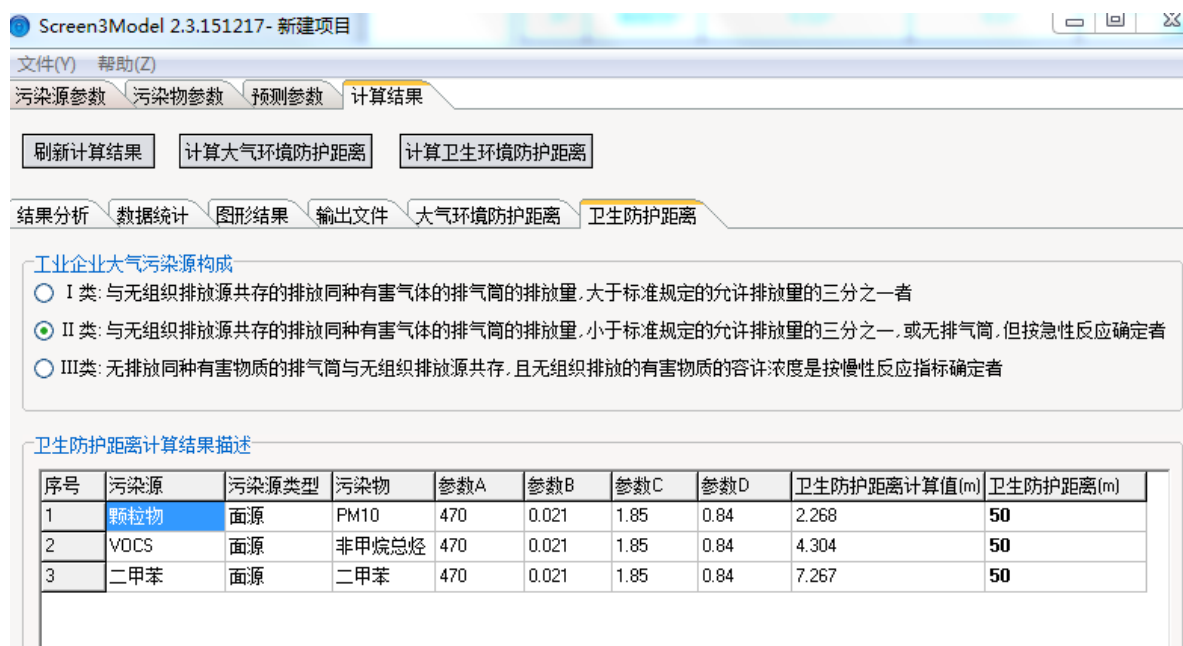 Screen3Model 2.3.151217- 新建项目
文件(Y) 帮助(Z)
污染源参数 污染物参数 预测参数 计算结果
刷新计算结果 计算大气环境防护距离 计算卫生环境防护距离
结果分析 数据统计 图形结果 输出文件 大气环境防护距离 卫生防护距离
工业企业大气污染源构成
I 类: 与无组织排放源共存的排放同种有害气体的排气筒的排放量,大于标准规定的允许排放量的三分之一者
II 类: 与无组织排放源共存的排放同种有害气体的排气筒的排放量,小于标准规定的允许排放量的三分之一,或无排气筒,但按急性反应确定者
III类: 无排放同种有害物质的排气筒与无组织排放源共存,且无组织排放的有害物质的容许浓度是按慢性反应指标确定者
卫生防护距离计算结果描述
序号 污染源 污染源类型 污染物 参数A 参数B 参数C 参数D 卫生防护距离计算值(m) 卫生防护距离(m)
1 颗粒物 面源 PM10 470 0.021 1.85 0.84 2.268 50
2 VOCS 面源 非甲烷总烃 470 0.021 1.85 0.84 4.304 50
3 二甲苯 面源 二甲苯 470 0.021 1.85 0.84 7.267 50